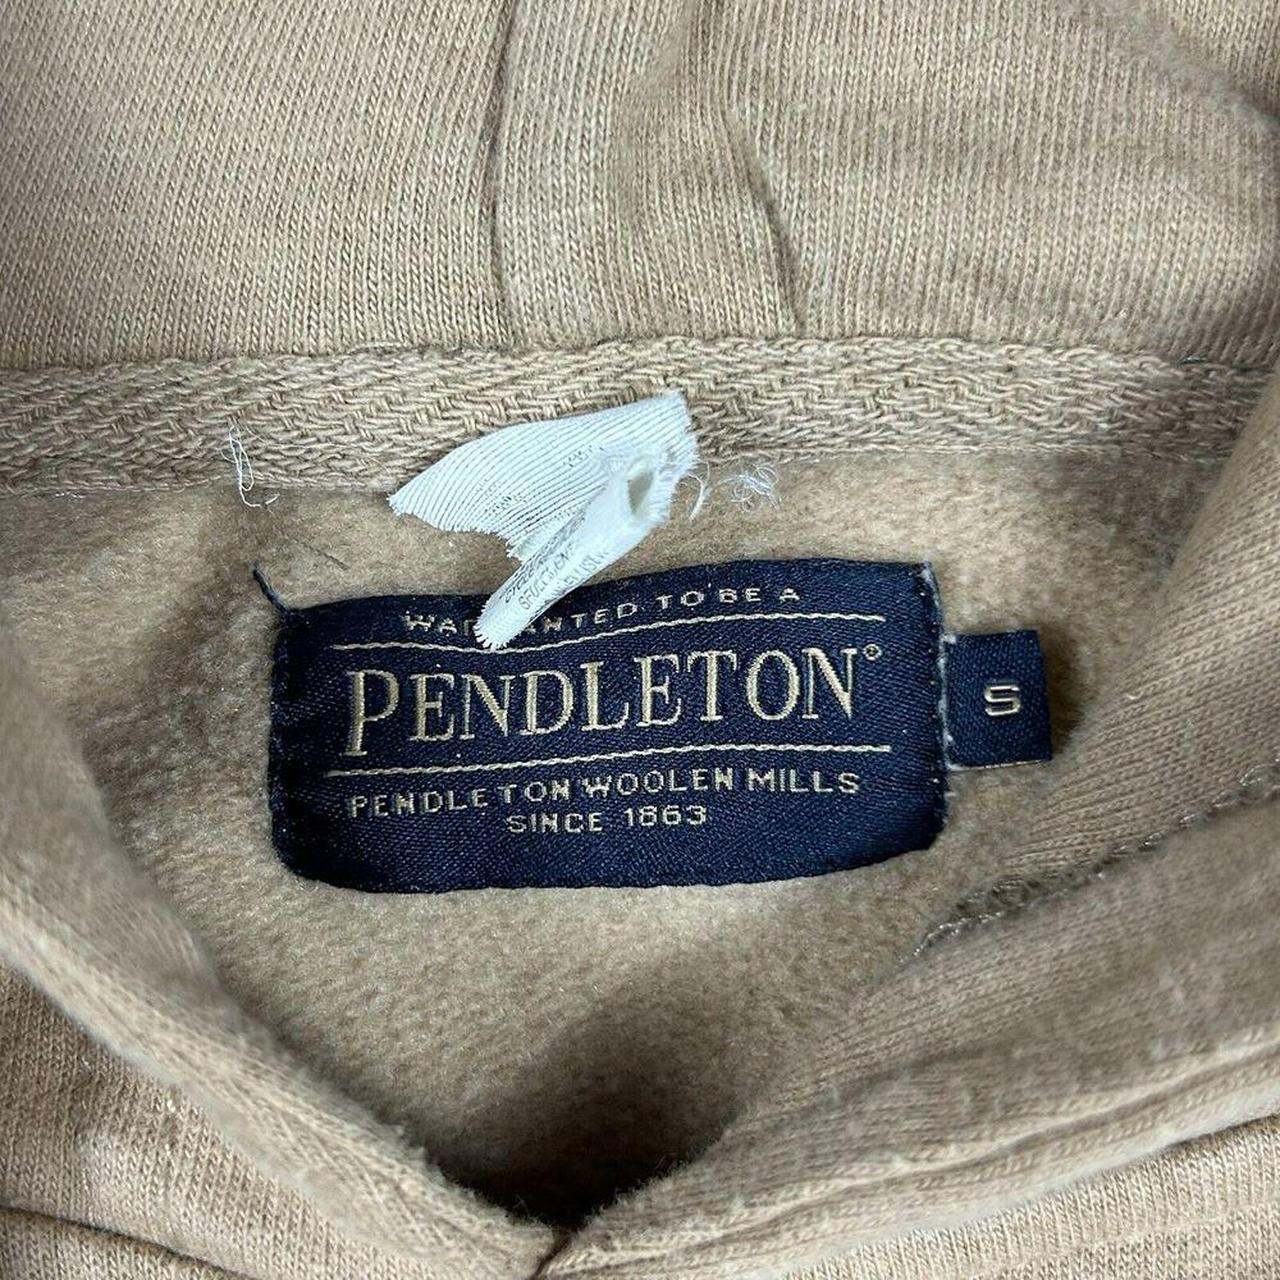 WARRANTED TO BE A
PENDLETON®
PENDLETON WOOLEN MILLS
SINCE 1863
S